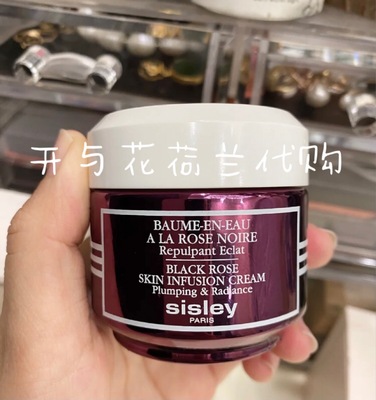 开与花荷兰代购
BAUME-EN-EAU
A LA ROSE NOIRE
Repulpant Eclat
BLACK ROSE
SKIN INFUSION CREAM
Plumping & Radiance
sisley
PARIS